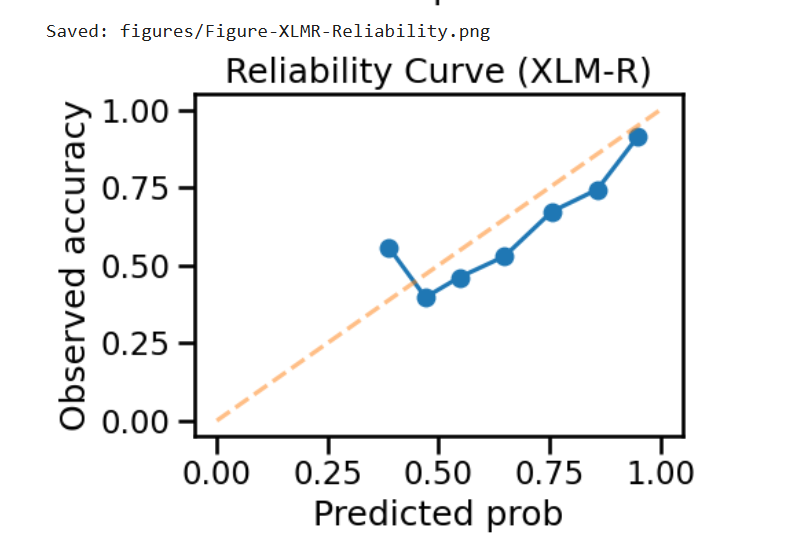 Saved: figures/Figure-XLMR-Reliability.png
Reliability Curve (XLM-R)
Observed accuracy
1.00
0.75
0.50
0.25
0.00
0.00 0.25 0.50 0.75 1.00
Predicted prob